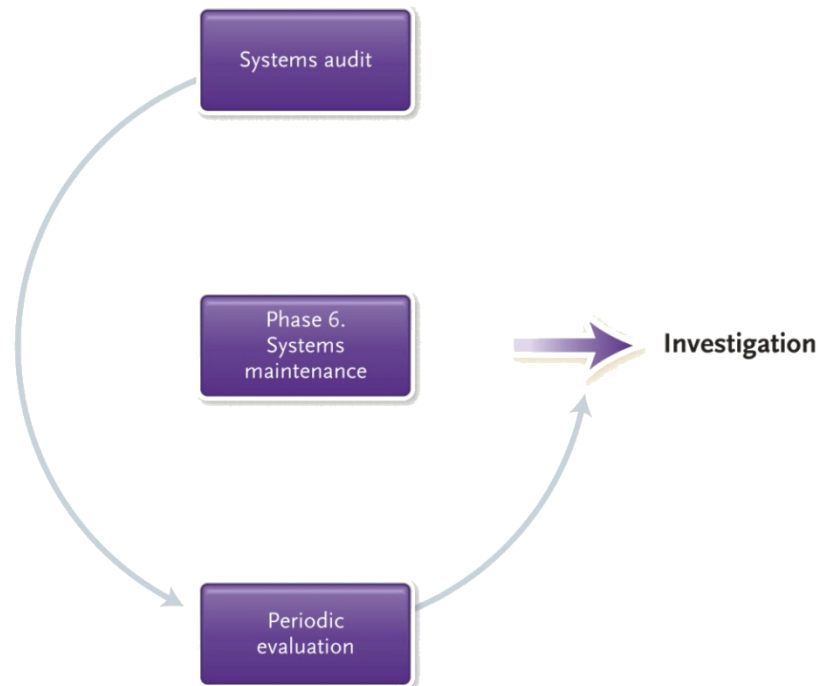 Systems audit
Phase 6.
Systems
maintenance
Investigation
Periodic
evaluation